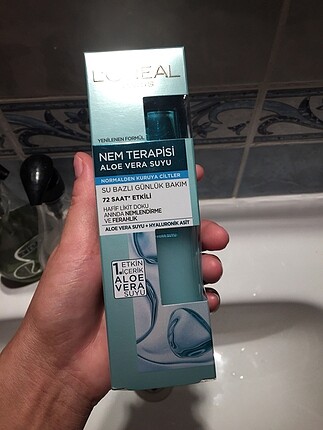 L'ORÉAL
YENİLENEN FORMÜL
NEM TERAPİSİ
ALOE VERA SUYU
NORMALDEN KURUYA CİLTLER
SU BAZLI GÜNLÜK BAKIM
72 SAAT* ETKİLİ
HAFİF LİKİT DOKU
ANINDA NEMLENDİRME
VE FERAHLIK
ALOE VERA SUYU + HYALURONİK ASİT
1. ETKİN
İÇERİK
ALOE
VERA
SUYU